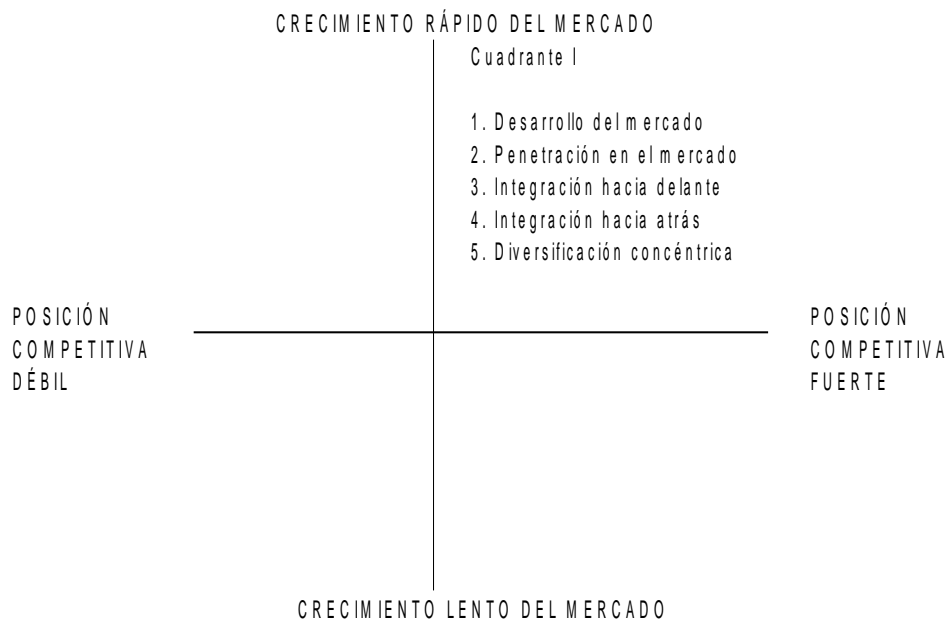 CRECIMIENTO RÁPIDO DEL MERCADO
Cuadrante I
1. Desarrollo del mercado
2. Penetración en el mercado
3. Integración hacia delante
4. Integración hacia atrás
5. Diversificación concéntrica
POSICIÓN
COMPETITIVA
DÉBIL
POSICIÓN
COMPETITIVA
FUERTE
CRECIMIENTO LENTO DEL MERCADO